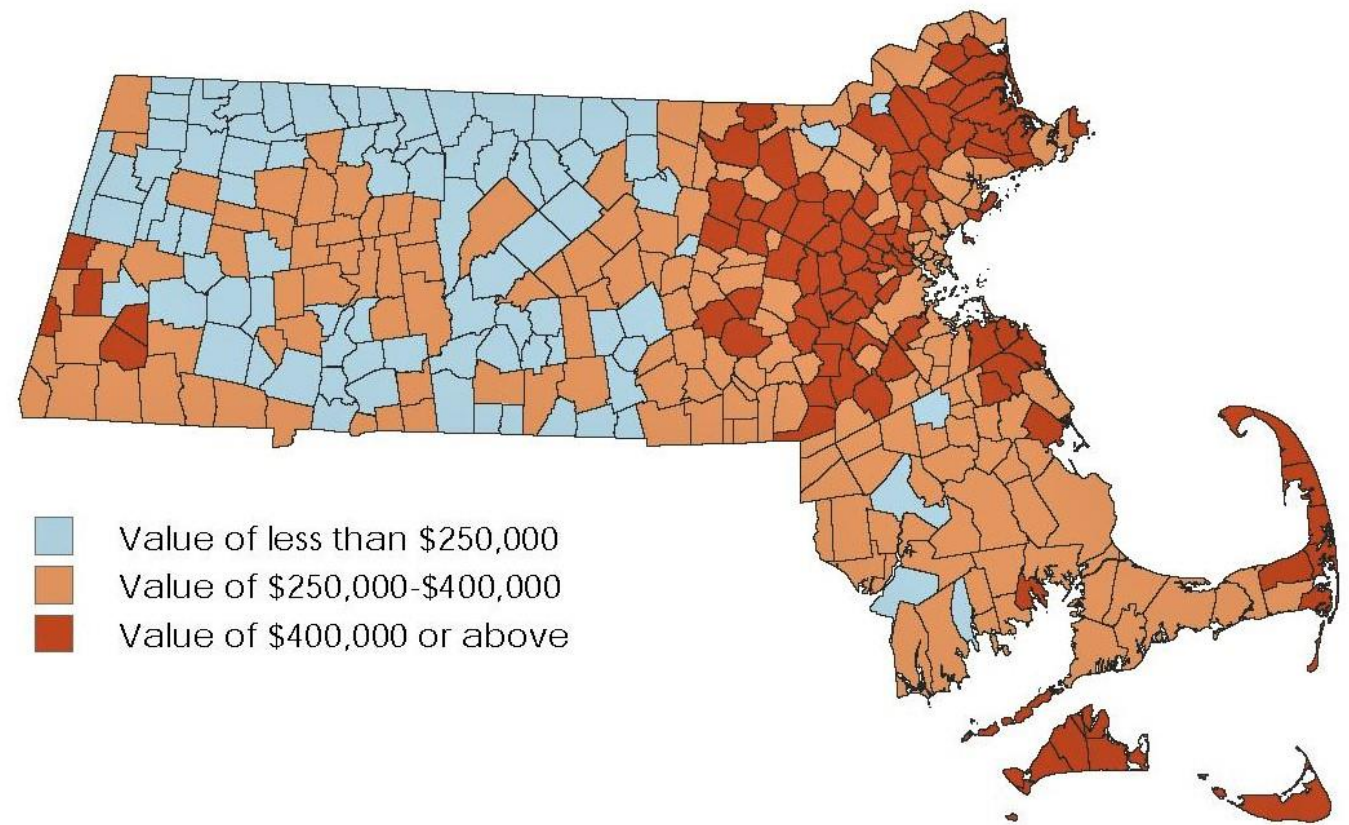 Value of less than $250,000
Value of $250,000-$400,000
Value of $400,000 or above